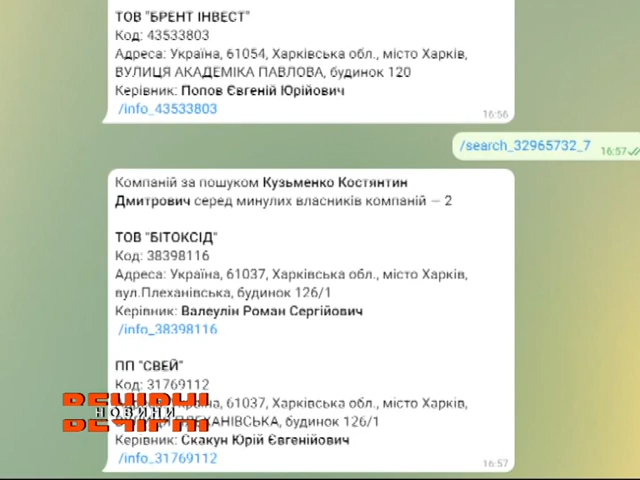 ТОВ "БРЕНТ ІНВЕСТ"
Код: 43533803
Адреса: Україна, 61054, Харківська обл., місто Харків,
ВУЛИЦЯ АКАДЕМІКА ПАВЛОВА, будинок 120
Керівник: Попов Євгеній Юрійович
/info_43533803
16:56
/search_32965732_7
16:57
Компаній за пошуком Кузьменко Костянтин
Дмитрович серед минулих власників компаній — 2
ТОВ "БІТОКСІД"
Код: 38398116
Адреса: Україна, 61037, Харківська обл., місто Харків,
вул.Плеханівська, будинок 126/1
Керівник: Валеулін Роман Сергійович
/info_38398116
ПП "СВЕЙ"
Код: 31769112
Україна, 61037, Харківська обл., місто Харків,
ПЛЕХАНІВСЬКА, будинок 126/1
Керівник: Скакун Юрій Євгенійович
/info_31769112
16:57
ВЕЧІРНІ
НОВИНИ
ВЕЧІРНІ